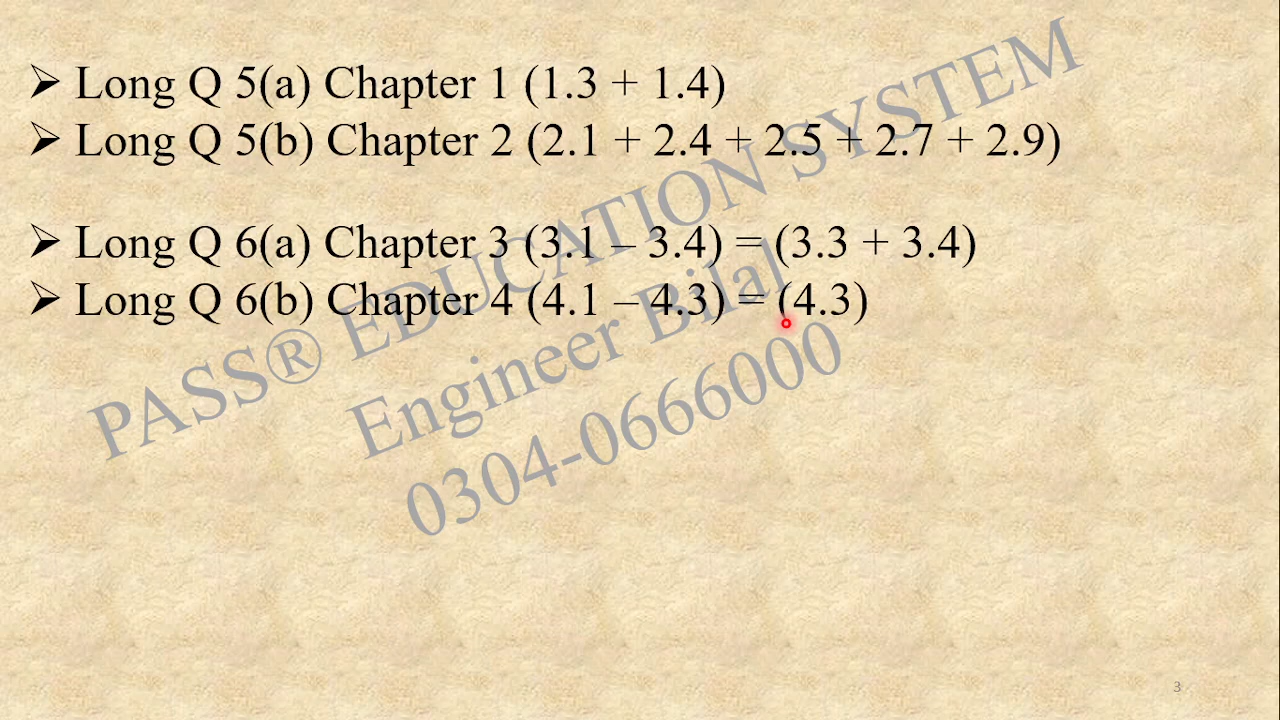 ➢ Long Q 5(a) Chapter 1 (1.3 + 1.4)
➢ Long Q 5(b) Chapter 2 (2.1 + 2.4 + 2.5 + 2.7 + 2.9)
➢ Long Q 6(a) Chapter 3 (3.1 – 3.4) = (3.3 + 3.4)
➢ Long Q 6(b) Chapter 4 (4.1 – 4.3) = (4.3)
PASS® EDUCATION SYSTEM
Engineer Bilal
0304-0666000
3